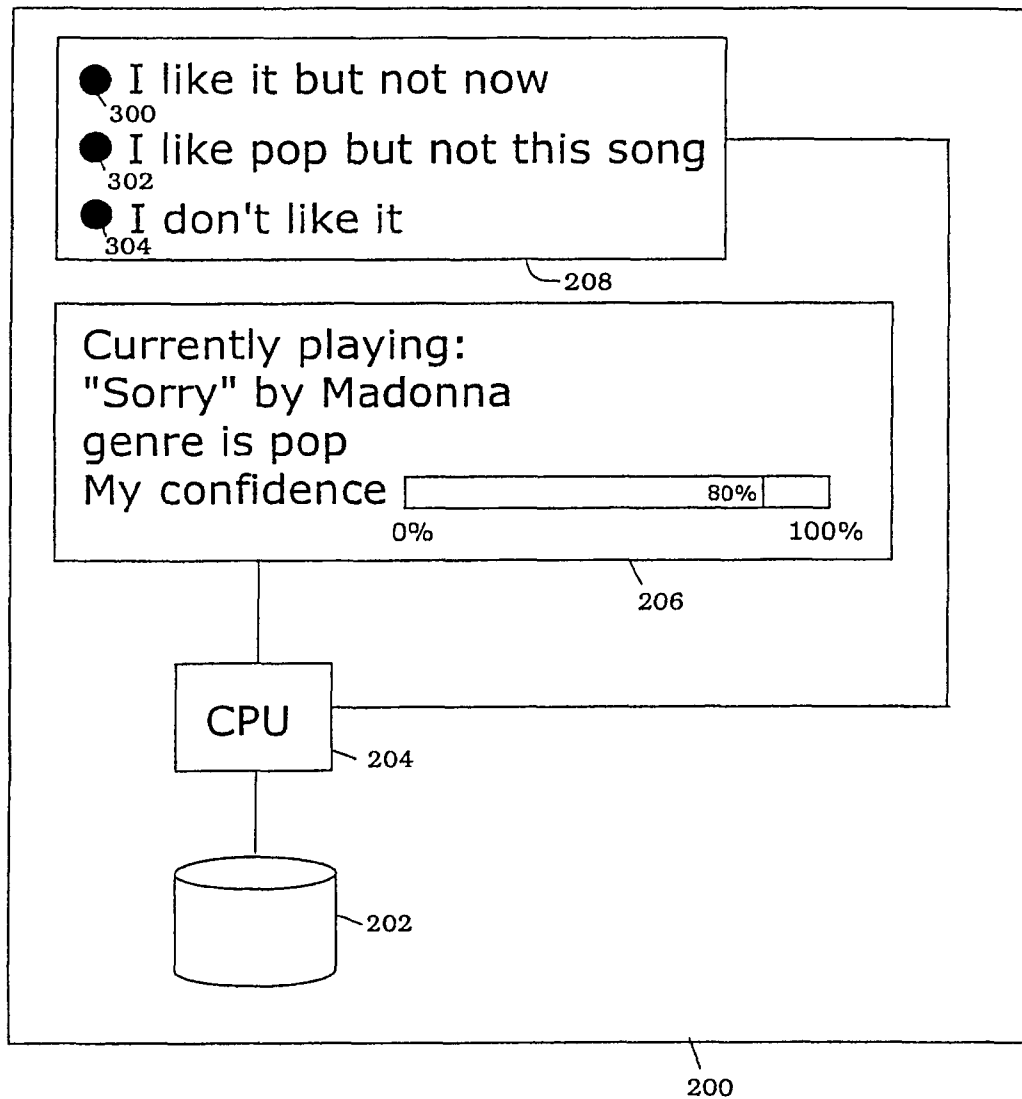 I like it but not now
300
I like pop but not this song
302
I don't like it
304
208
Currently playing:
"Sorry" by Madonna
genre is pop
My confidence 80%
0% 100%
206
CPU
204
202
200